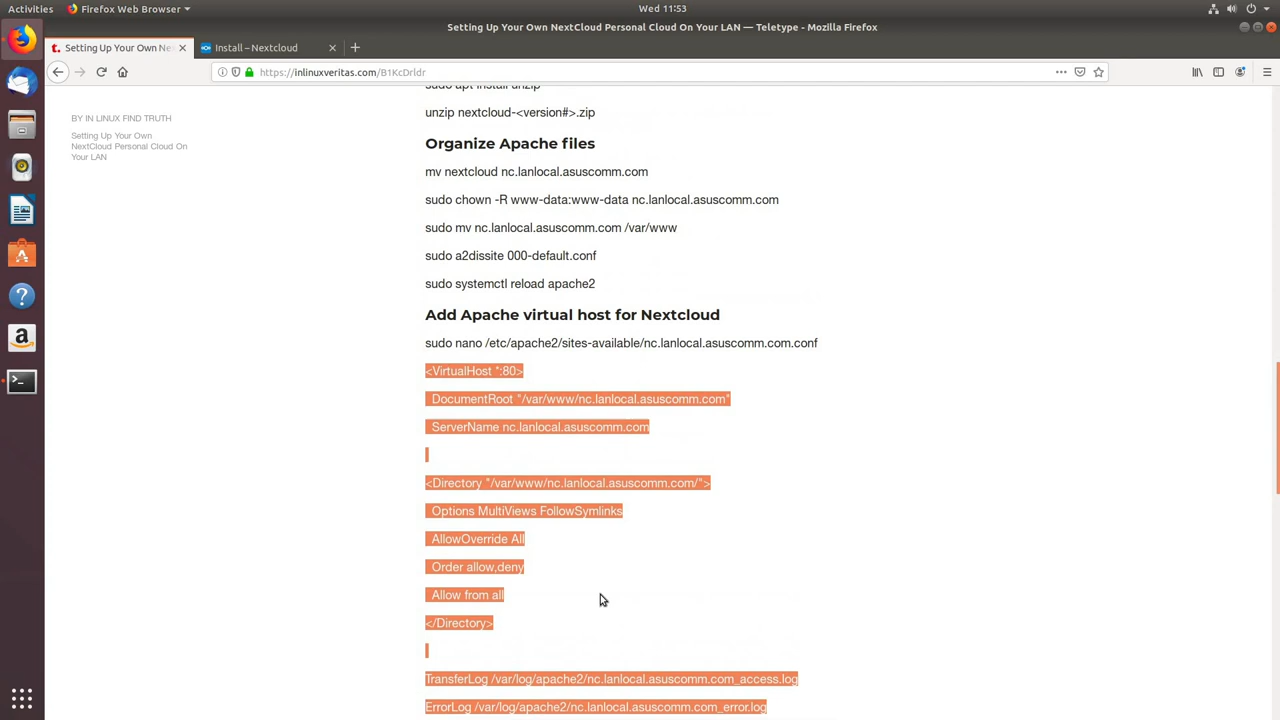 Activities
Firefox Web Browser
Wed 11:53
Setting Up Your Own NextCloud Personal Cloud On Your LAN — Teletype - Mozilla Firefox
Setting Up Your Own Nex
Install – Nextcloud
https://inlinuxveritas.com/B1KcDrldr
BY IN LINUX FIND TRUTH
Setting Up Your Own
NextCloud Personal Cloud On
Your LAN
sudo apt install unzip
unzip nextcloud-<version#>.zip
Organize Apache files
mv nextcloud nc.lanlocal.asuscomm.com
sudo chown -R www-data:www-data nc.lanlocal.asuscomm.com
sudo mv nc.lanlocal.asuscomm.com /var/www
sudo a2dissite 000-default.conf
sudo systemctl reload apache2
Add Apache virtual host for Nextcloud
sudo nano /etc/apache2/sites-available/nc.lanlocal.asuscomm.com.conf
<VirtualHost *:80>
DocumentRoot "/var/www/nc.lanlocal.asuscomm.com"
ServerName nc.lanlocal.asuscomm.com
<Directory "/var/www/nc.lanlocal.asuscomm.com/">
Options MultiViews FollowSymlinks
AllowOverride All
Order allow,deny
Allow from all
</Directory>
TransferLog /var/log/apache2/nc.lanlocal.asuscomm.com_access.log
ErrorLog /var/log/apache2/nc.lanlocal.asuscomm.com_error.log